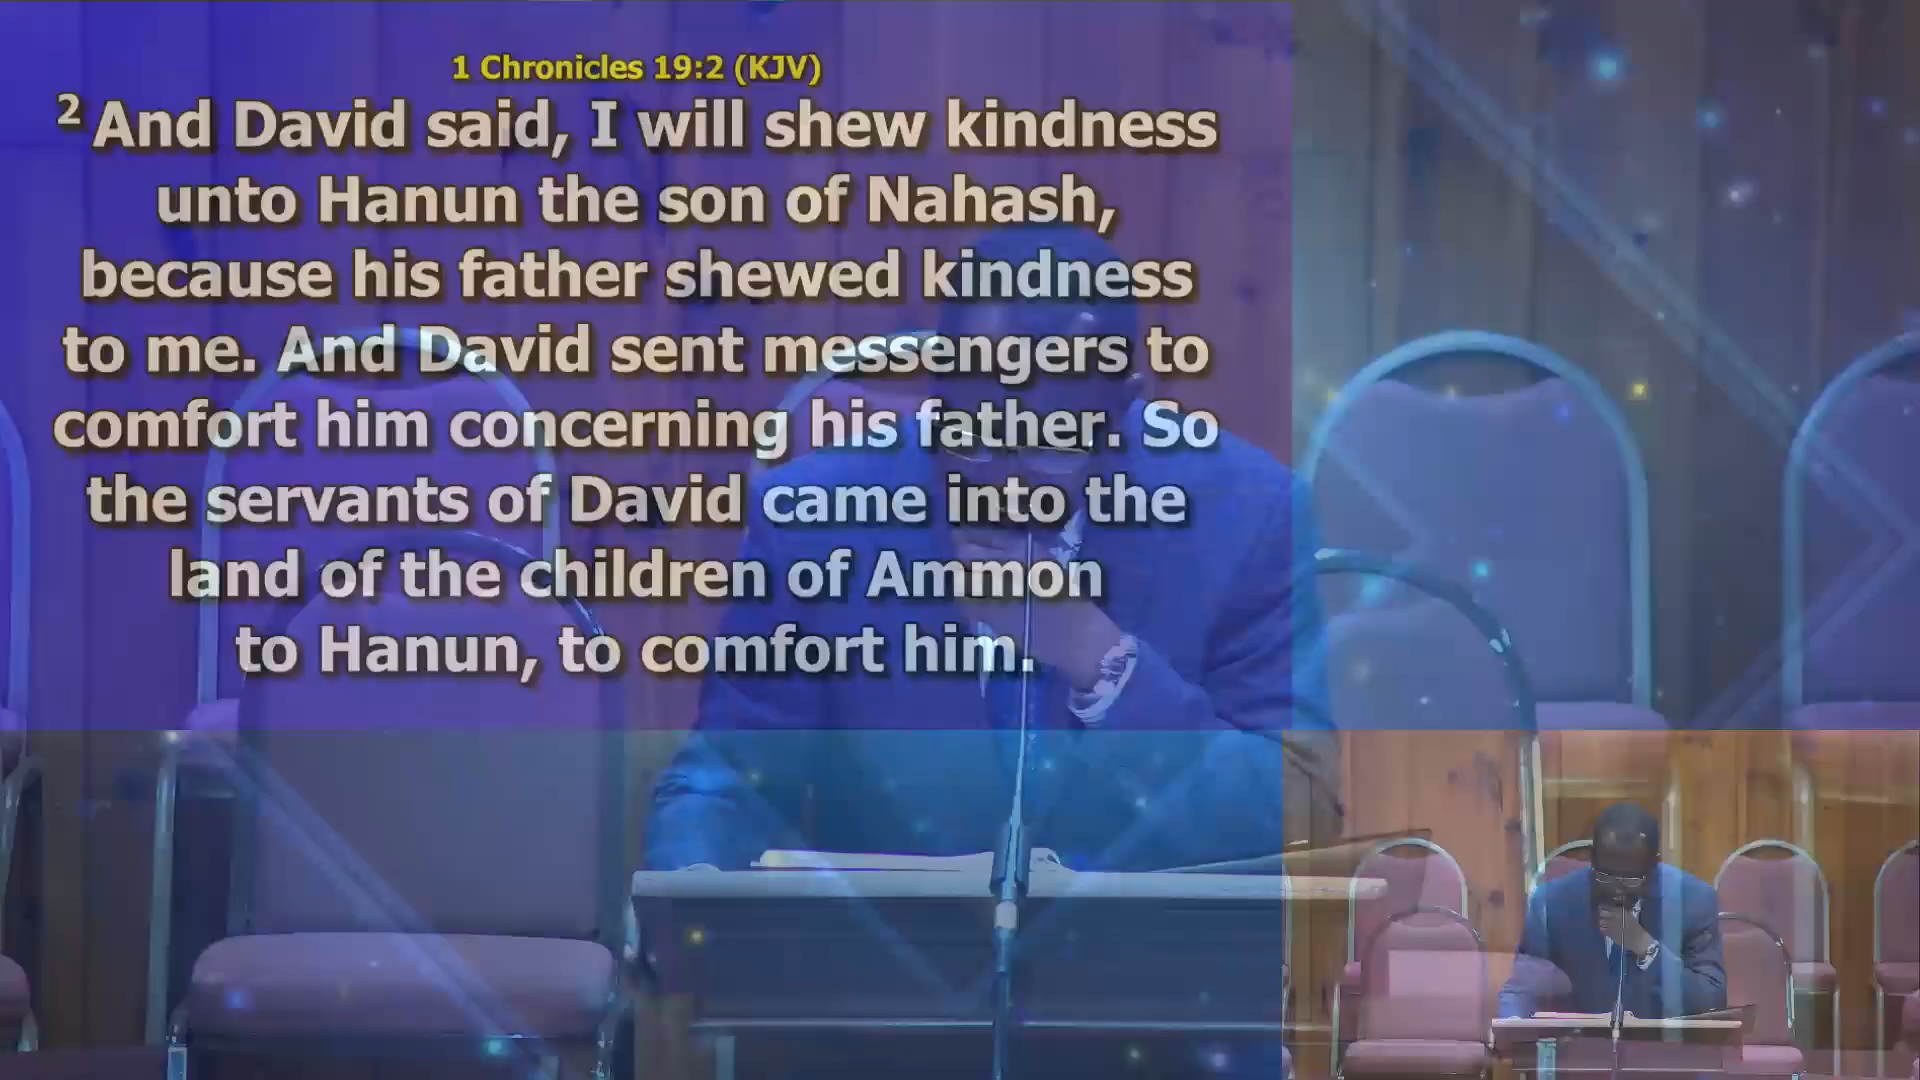 1 Chronicles 19:2 (KJV)
2 And David said, I will shew kindness
unto Hanun the son of Nahash,
because his father shewed kindness
to me. And David sent messengers to
comfort him concerning his father. So
the servants of David came into the
land of the children of Ammon
to Hanun, to comfort him.